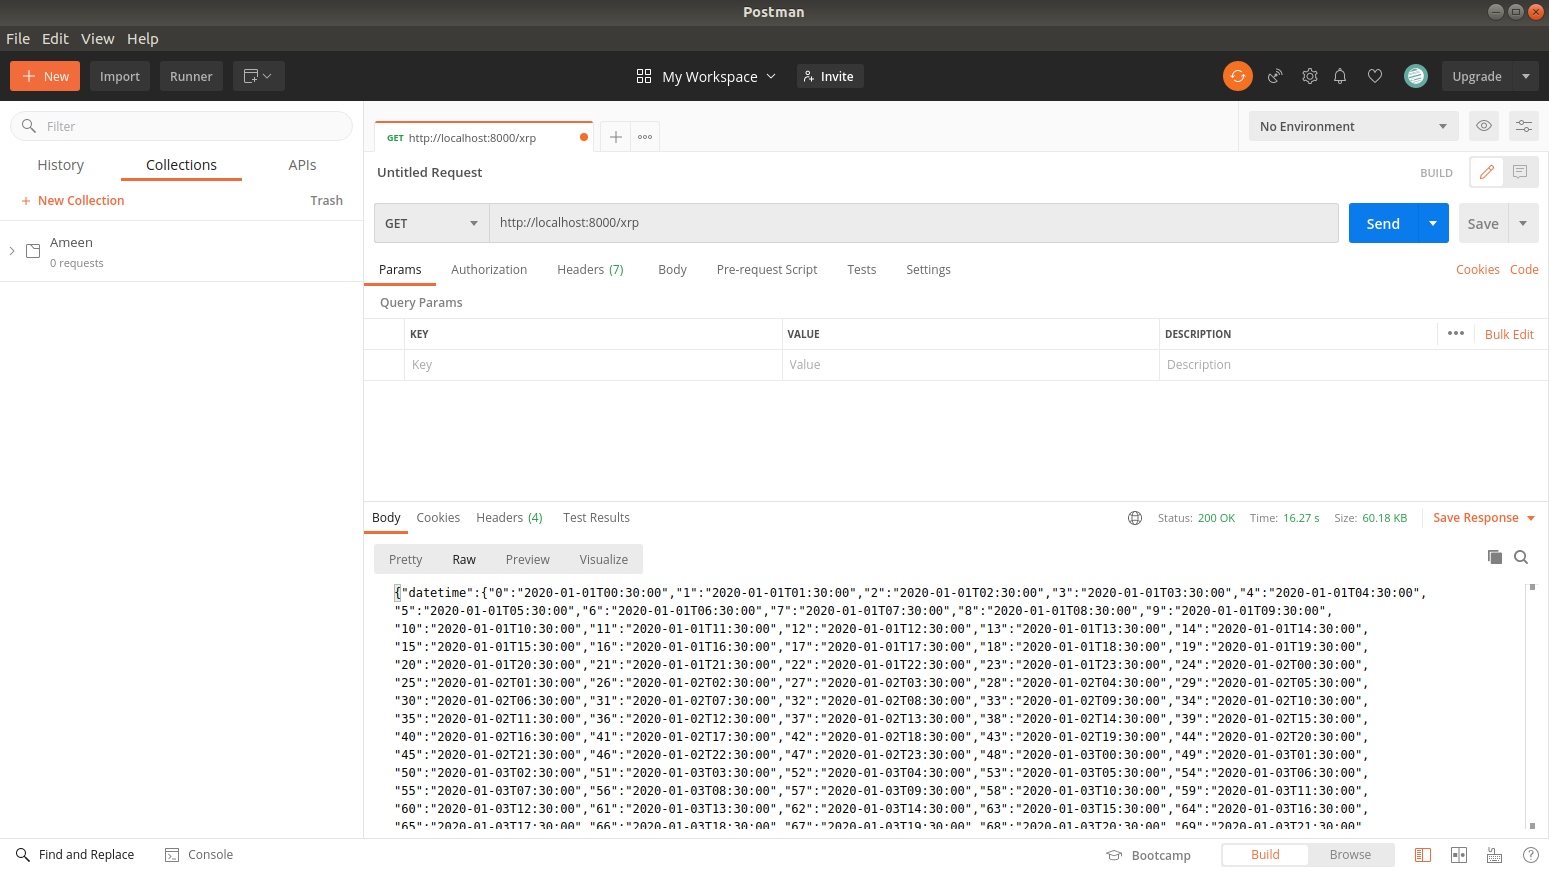 Postman
File Edit View Help
New Import Runner My Workspace Invite Upgrade
Filter
History Collections APIs
+ New Collection Trash
Ameen
0 requests
GET http://localhost:8000/xrp
No Environment
Untitled Request
BUILD
GET http://localhost:8000/xrp Send Save
Params Authorization Headers (7) Body Pre-request Script Tests Settings Cookies Code
Query Params
KEY VALUE DESCRIPTION ••• Bulk Edit
Key Value Description
Body Cookies Headers (4) Test Results Status: 200 OK Time: 16.27 s Size: 60.18 KB Save Response
Pretty Raw Preview Visualize
{"datetime":{"0":"2020-01-01T00:30:00","1":"2020-01-01T01:30:00","2":"2020-01-01T02:30:00","3":"2020-01-01T03:30:00","4":"2020-01-01T04:30:00",
"5":"2020-01-01T05:30:00","6":"2020-01-01T06:30:00","7":"2020-01-01T07:30:00","8":"2020-01-01T08:30:00","9":"2020-01-01T09:30:00",
"10":"2020-01-01T10:30:00","11":"2020-01-01T11:30:00","12":"2020-01-01T12:30:00","13":"2020-01-01T13:30:00","14":"2020-01-01T14:30:00",
"15":"2020-01-01T15:30:00","16":"2020-01-01T16:30:00","17":"2020-01-01T17:30:00","18":"2020-01-01T18:30:00","19":"2020-01-01T19:30:00",
"20":"2020-01-01T20:30:00","21":"2020-01-01T21:30:00","22":"2020-01-01T22:30:00","23":"2020-01-01T23:30:00","24":"2020-01-02T00:30:00",
"25":"2020-01-02T01:30:00","26":"2020-01-02T02:30:00","27":"2020-01-02T03:30:00","28":"2020-01-02T04:30:00","29":"2020-01-02T05:30:00",
"30":"2020-01-02T06:30:00","31":"2020-01-02T07:30:00","32":"2020-01-02T08:30:00","33":"2020-01-02T09:30:00","34":"2020-01-02T10:30:00",
"35":"2020-01-02T11:30:00","36":"2020-01-02T12:30:00","37":"2020-01-02T13:30:00","38":"2020-01-02T14:30:00","39":"2020-01-02T15:30:00",
"40":"2020-01-02T16:30:00","41":"2020-01-02T17:30:00","42":"2020-01-02T18:30:00","43":"2020-01-02T19:30:00","44":"2020-01-02T20:30:00",
"45":"2020-01-02T21:30:00","46":"2020-01-02T22:30:00","47":"2020-01-02T23:30:00","48":"2020-01-03T00:30:00","49":"2020-01-03T01:30:00",
"50":"2020-01-03T02:30:00","51":"2020-01-03T03:30:00","52":"2020-01-03T04:30:00","53":"2020-01-03T05:30:00","54":"2020-01-03T06:30:00",
"55":"2020-01-03T07:30:00","56":"2020-01-03T08:30:00","57":"2020-01-03T09:30:00","58":"2020-01-03T10:30:00","59":"2020-01-03T11:30:00",
"60":"2020-01-03T12:30:00","61":"2020-01-03T13:30:00","62":"2020-01-03T14:30:00","63":"2020-01-03T15:30:00","64":"2020-01-03T16:30:00",
"65":"2020-01-03T17:30:00","66":"2020-01-03T18:30:00","67":"2020-01-03T19:30:00","68":"2020-01-03T20:30:00","69":"2020-01-03T21:30:00",
Find and Replace Console Bootcamp Build Browse